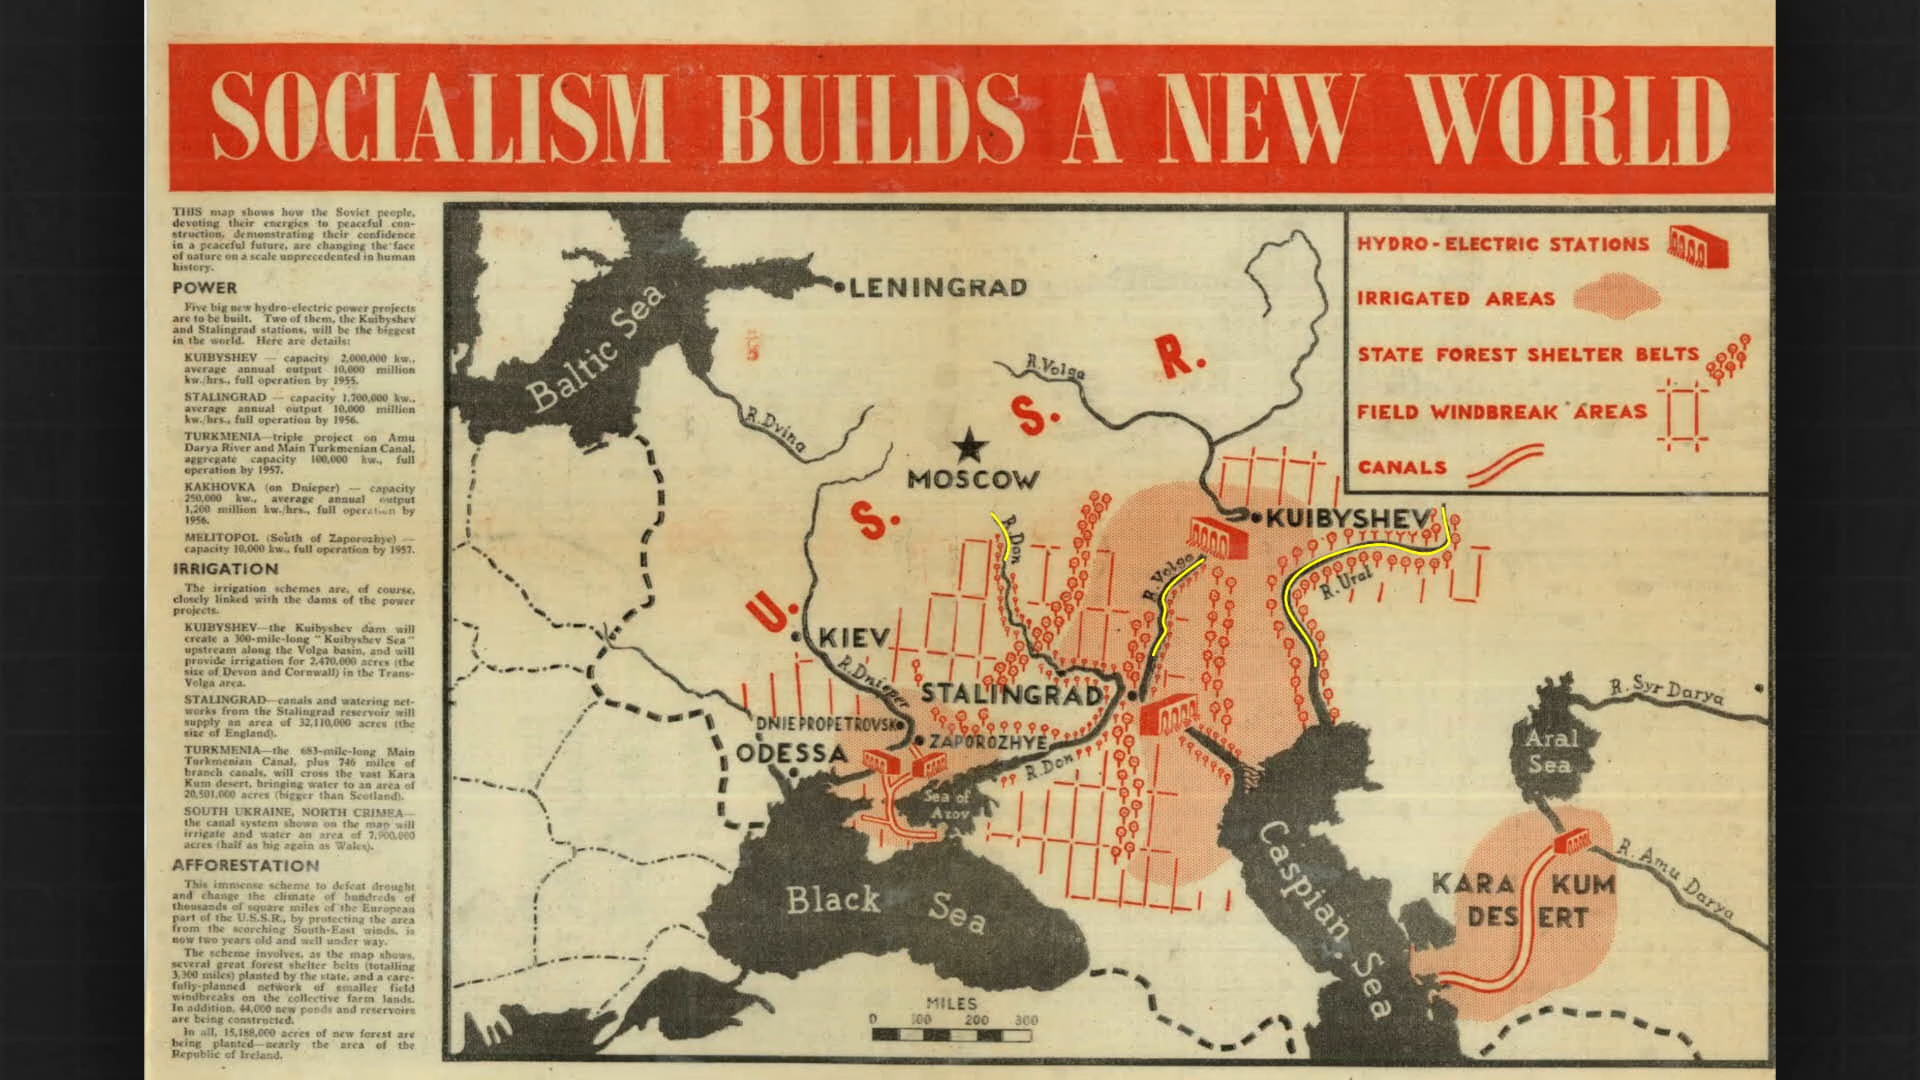 SOCIALISM BUILDS A NEW WORLD
THIS map shows how the Soviet people,
devoting their energies to peaceful con-
struction, demonstrating their confidence
in a peaceful future, are changing the face
of nature on a scale unprecedented in human
history.
POWER
Five big new hydro-electric power projects
are to be built. Two of them, the Kuibyshev
and Stalingrad stations, will be the biggest
in the world. Here are details:
KUIBYSHEV — capacity 2,000,000 kw.,
average annual output 10,000 million
kw./hrs., full operation by 1955.
STALINGRAD — capacity 1,700,000 kw.,
average annual output 10,000 million
kw./hrs., full operation by 1956.
TURKMENIA—triple project on Amu
Darya River and Main Turkmenian Canal,
aggregate capacity 100,000 kw., full
operation by 1957.
KAKHOVKA (on Dnieper) — capacity
250,000 kw., average annual output
1,200 million kw./hrs., full operation by
1956.
MELITOPOL (South of Zaporozhye) —
capacity 10,000 kw., full operation by 1957.
IRRIGATION
The irrigation schemes are, of course,
closely linked with the dams of the power
projects.
KUIBYSHEV—the Kuibyshev dam will
create a 300-mile-long "Kuibyshev Sea"
upstream along the Volga basin, and will
provide irrigation for 2,470,000 acres (the
size of Devon and Cornwall) in the Trans-
Volga area.
STALINGRAD—canals and watering net-
works from the Stalingrad reservoir will
supply an area of 32,110,000 acres (the
size of England).
TURKMENIA—the 683-mile-long Main
Turkmenian Canal, plus 746 miles of
branch canals, will cross the vast Kara
Kum desert, bringing water to an area of
20,501,000 acres (bigger than Scotland).
SOUTH UKRAINE, NORTH CRIMEA—
the canal system shown on the map will
irrigate and water an area of 7,900,000
acres (half as big again as Wales).
AFFORESTATION
This immense scheme to defeat drought
and change the climate of hundreds of
thousands of square miles of the European
part of the U.S.S.R., by protecting the area
from the scorching South-East winds, is
now two years old and well under way.
The scheme involves, as the map shows,
several great forest shelter belts (totalling
3,300 miles) planted by the state, and a care-
fully-planned network of smaller field
windbreaks on the collective farm lands.
In addition, 44,000 new ponds and reservoirs
are being constructed.
In all, 15,188,000 acres of new forest are
being planted—nearly the area of the
Republic of Ireland.
HYDRO-ELECTRIC STATIONS
IRRIGATED AREAS
STATE FOREST SHELTER BELTS
FIELD WINDBREAK AREAS
CANALS
LENINGRAD
Baltic Sea
R. Volga
R.
S.
R. Dvina
MOSCOW
S.
KUIBYSHEV
R. Don
R. Volga
R. Ural
U.
KIEV
R. Dnieper
STALINGRAD
R. Syr Darya
DNIEPROPETROVSK
ZAPOROZHYE
ODESSA
R. Don
Aral
Sea
Sea of
Azov
Caspian Sea
R. Amu Darya
KARA KUM
DESERT
Black Sea
MILES
0 100 200 300